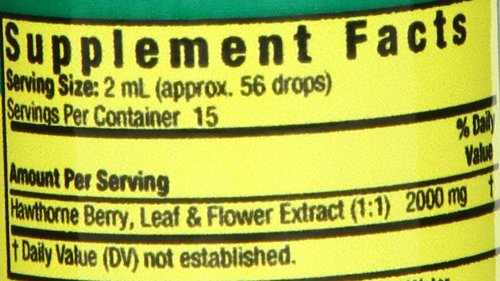 Supplement Facts
Serving Size: 2 mL (approx. 56 drops)
Servings Per Container 15
% Daily
Value
Amount Per Serving
Hawthorne Berry, Leaf & Flower Extract (1:1) 2000 mg †
† Daily Value (DV) not established.